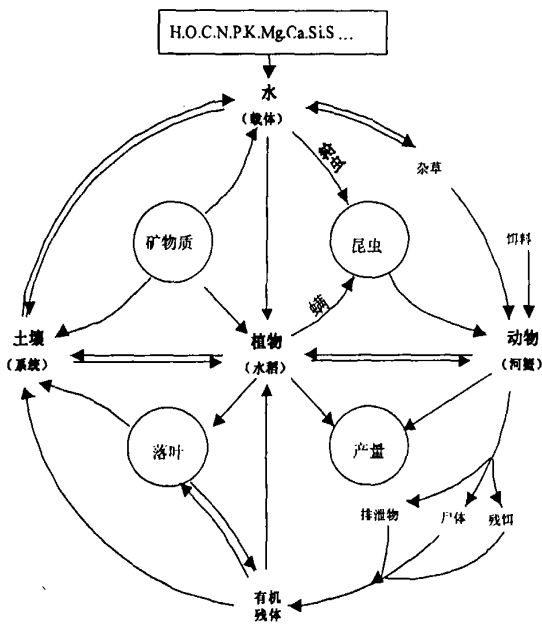 H.O.C.N.P.K.Mg.Ca.Si.S ...
水
(载体)
杂草
矿物质
昆虫
饵料
螨
土壤
(系统)
植物
(水稻)
动物
(河蟹)
落叶
产量
排泄物
尸体
残饵
有机
残体